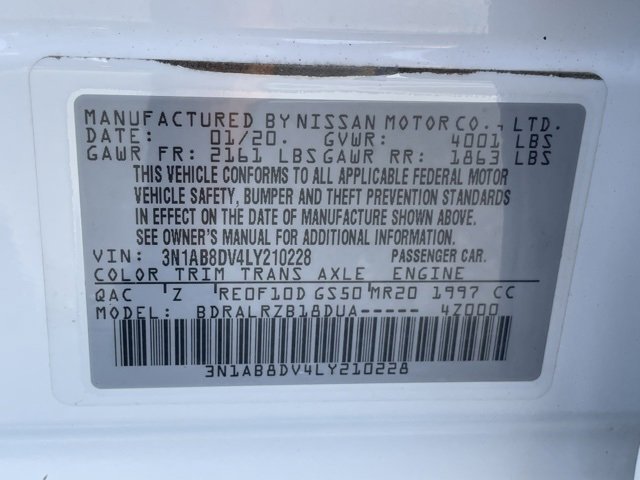 MANUFACTURED BY NISSAN MOTOR CO., LTD.
DATE: 01/20. GVWR: 4001 LBS
GAWR FR: 2161 LBS GAWR RR: 1863 LBS
THIS VEHICLE CONFORMS TO ALL APPLICABLE FEDERAL MOTOR
VEHICLE SAFETY, BUMPER AND THEFT PREVENTION STANDARDS
IN EFFECT ON THE DATE OF MANUFACTURE SHOWN ABOVE.
SEE OWNER'S MANUAL FOR ADDITIONAL INFORMATION.
VIN: 3N1AB8DV4LY210228 PASSENGER CAR.
COLOR TRIM TRANS AXLE ENGINE
QAC Z RE0F10D GS50 MR20 1997 CC
MODEL: BDRALRZB18DUA----- 4Z000
3N1AB8DV4LY210228